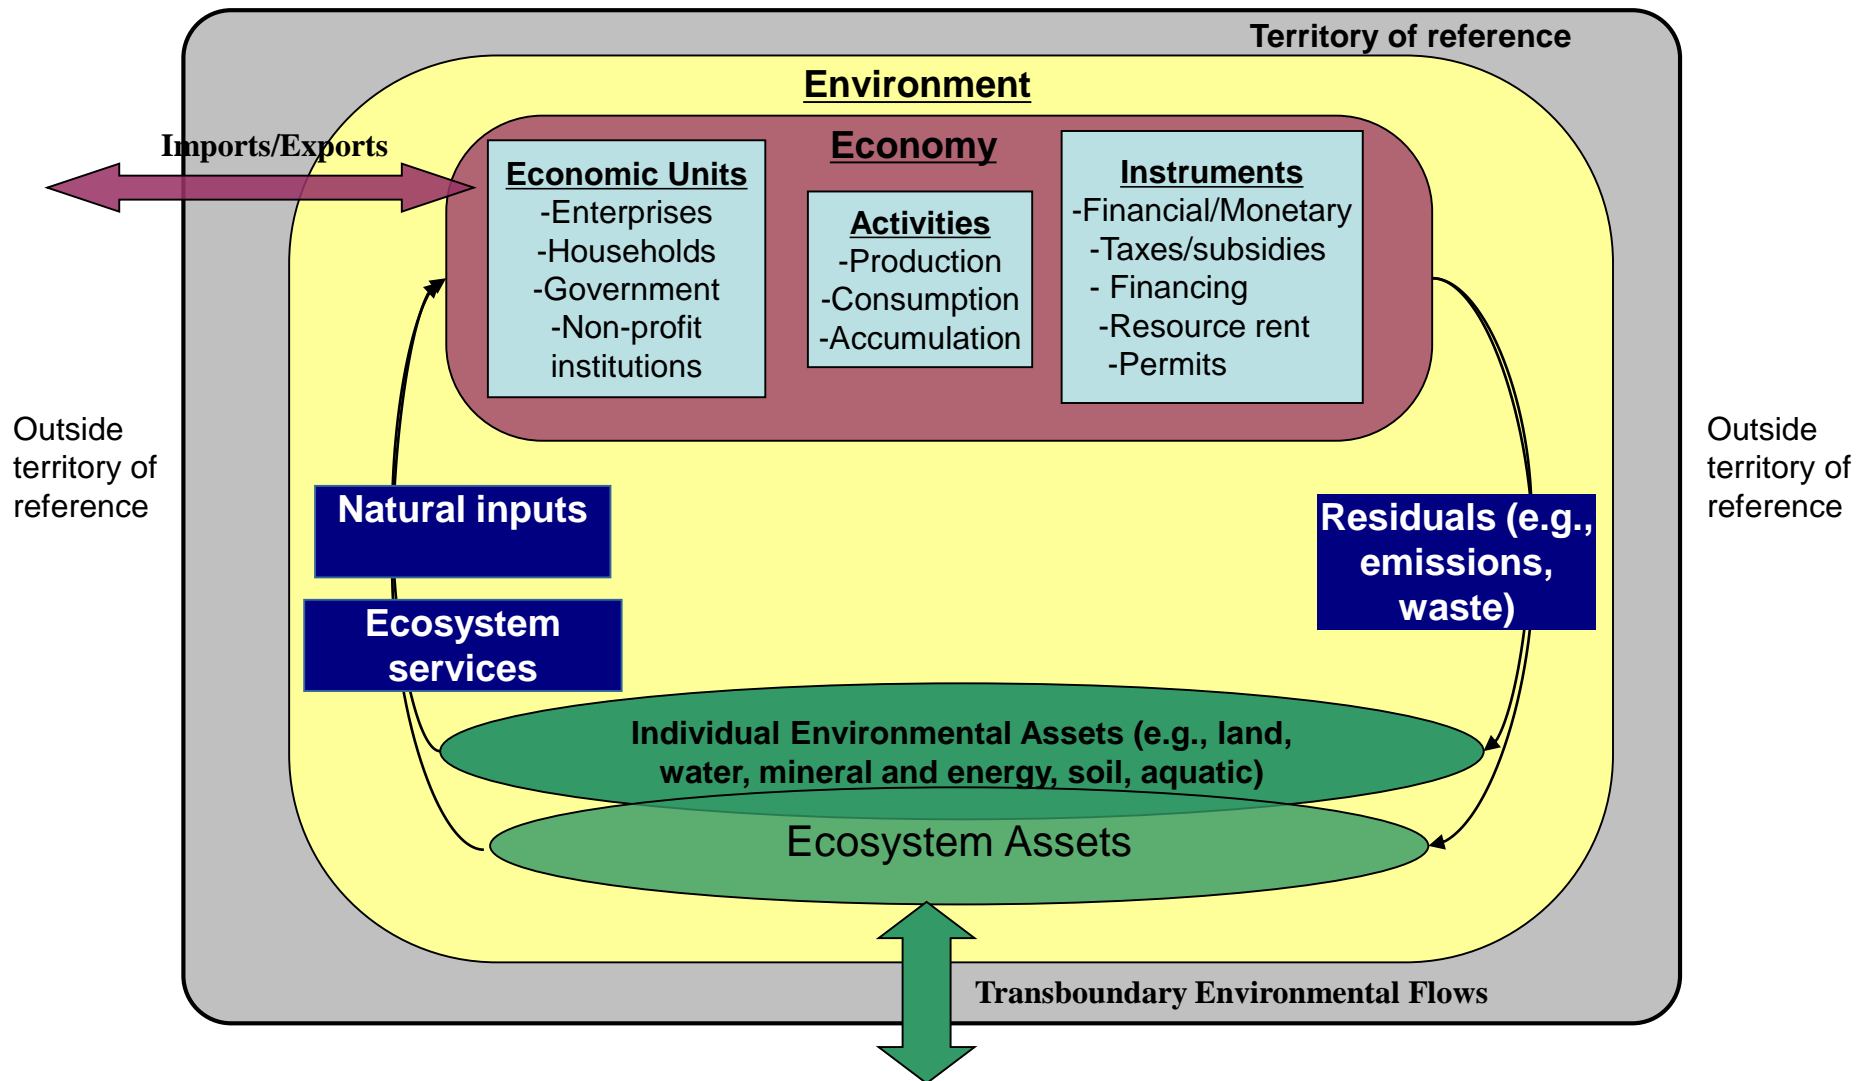 Territory of reference
Environment
Imports/Exports
Economy
Economic Units
-Enterprises
-Households
-Government
-Non-profit
institutions
Activities
-Production
-Consumption
-Accumulation
Instruments
-Financial/Monetary
-Taxes/subsidies
- Financing
-Resource rent
-Permits
Outside
territory of
reference
Outside
territory of
reference
Natural inputs
Ecosystem
services
Residuals (e.g.,
emissions,
waste)
Individual Environmental Assets (e.g., land,
water, mineral and energy, soil, aquatic)
Ecosystem Assets
Transboundary Environmental Flows